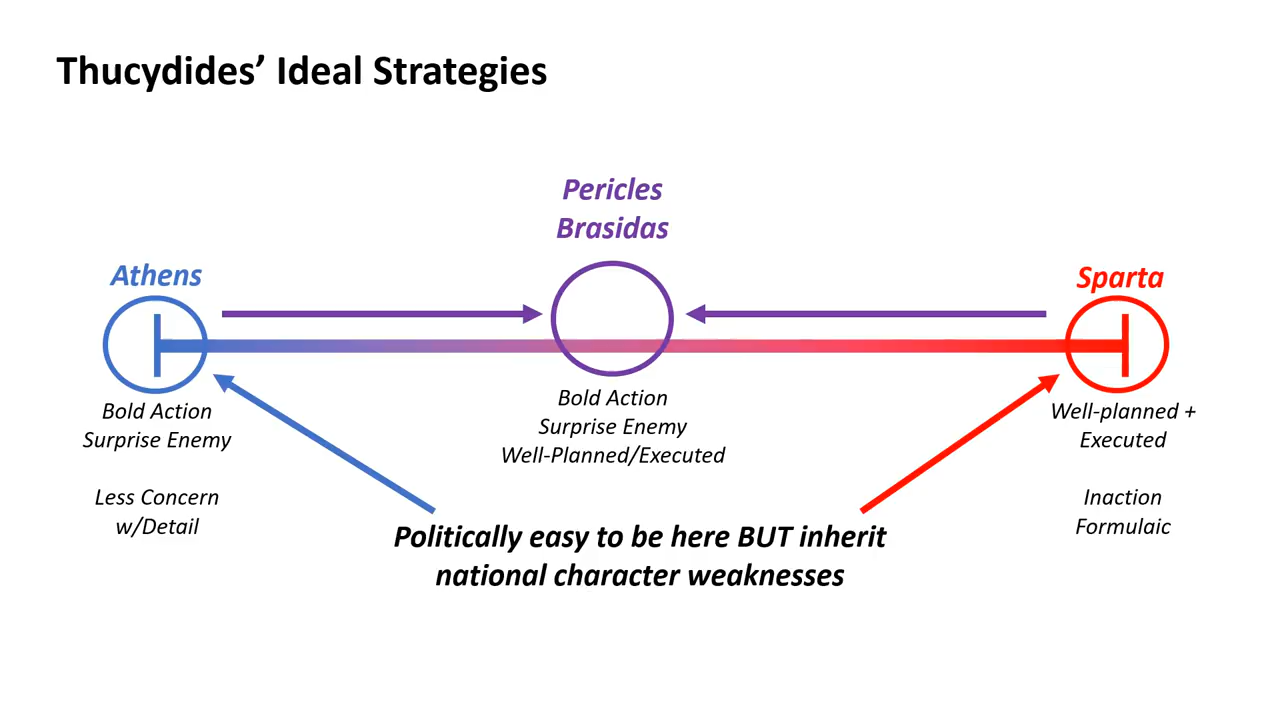 Thucydides’ Ideal Strategies
Pericles
Brasidas
Athens
Sparta
Bold Action
Surprise Enemy
Less Concern
w/Detail
Bold Action
Surprise Enemy
Well-Planned/Executed
Well-planned +
Executed
Inaction
Formulaic
Politically easy to be here BUT inherit
national character weaknesses